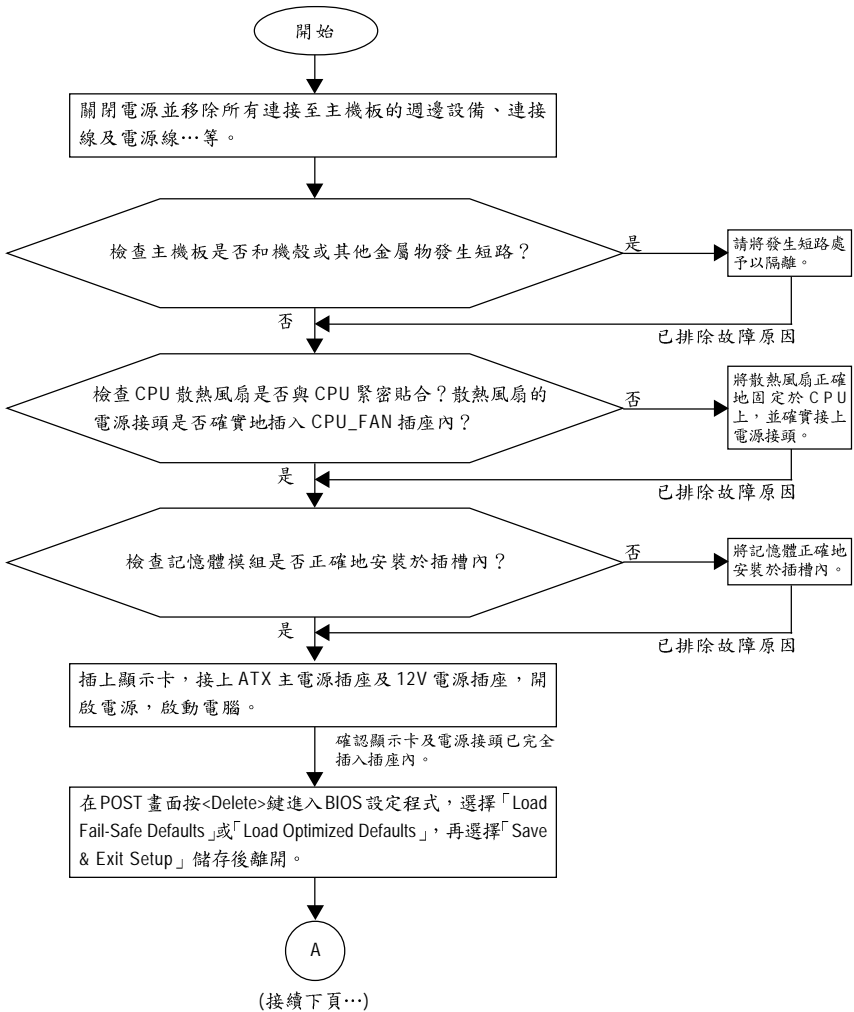 開始
關閉電源並移除所有連接至主機板的週邊設備、連接
線及電源線…等。
檢查主機板是否和機殼或其他金屬物發生短路？
是
請將發生短路處
予以隔離。
否
已排除故障原因
檢查 CPU 散熱風扇是否與 CPU 緊密貼合？散熱風扇的
電源接頭是否確實地插入 CPU_FAN 插座內？
否
將散熱風扇正確
地固定於 CPU
上，並確實接上
電源接頭。
是
已排除故障原因
檢查記憶體模組是否正確地安裝於插槽內？
否
將記憶體正確地
安裝於插槽內。
是
已排除故障原因
插上顯示卡，接上 ATX 主電源插座及 12V 電源插座，開
啟電源，啟動電腦。
確認顯示卡及電源接頭已完全
插入插座內。
在 POST 畫面按<Delete>鍵進入 BIOS 設定程式，選擇「Load
Fail-Safe Defaults」或「Load Optimized Defaults」，再選擇「Save
& Exit Setup」儲存後離開。
A
(接續下頁…)